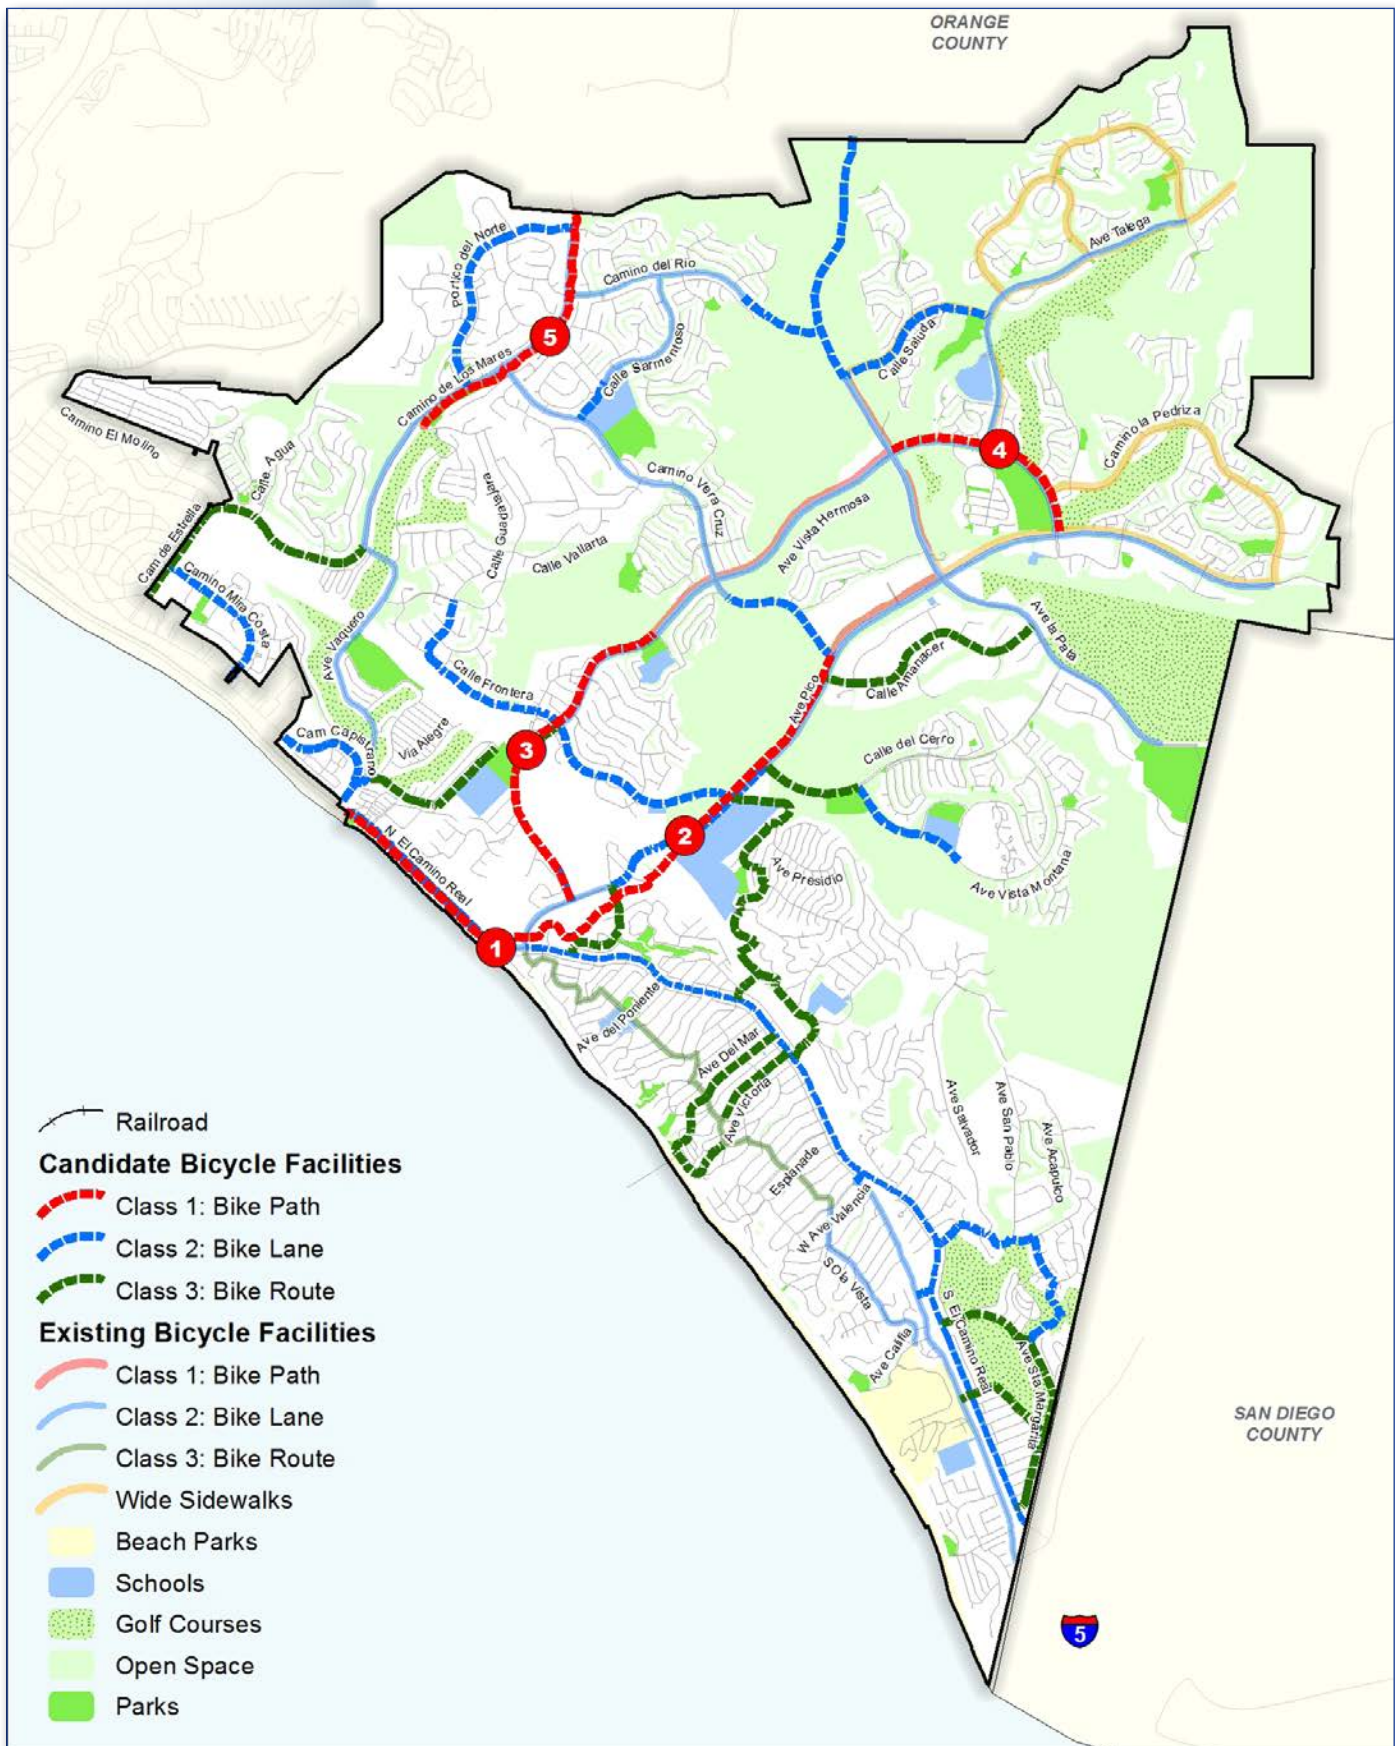 ORANGE
COUNTY
Portico del Norte
Camino del Rio
Ave Talega
5
Calle Sarmentoso
Calle Saluda
Camino de Los Mares
Camino El Molino
Calle Agua
Camino la Pedriza
4
Camino Vera Cruz
Calle Guadalajara
Ave Vista Hermosa
Cam de Estrella
Calle Vallarta
Camino Mira Costa
Ave Vaquero
Ave la Pata
Calle Frontera
Calle Amanacer
Ave Pico
Cam Capistrano
Via Alegre
3
Calle del Cerro
2
N El Camino Real
Ave Presidio
Ave Vista Montana
1
Ave del Poniente
Ave Del Mar
Ave Victoria
Ave Salvador
Ave San Pablo
Ave Acapulco
Esplanade
W Ave Valencia
S Ola Vista
S El Camino Real
Ave Califia
Ave Sta Margarita
SAN DIEGO
COUNTY
5
Railroad
Candidate Bicycle Facilities
Class 1: Bike Path
Class 2: Bike Lane
Class 3: Bike Route
Existing Bicycle Facilities
Class 1: Bike Path
Class 2: Bike Lane
Class 3: Bike Route
Wide Sidewalks
Beach Parks
Schools
Golf Courses
Open Space
Parks